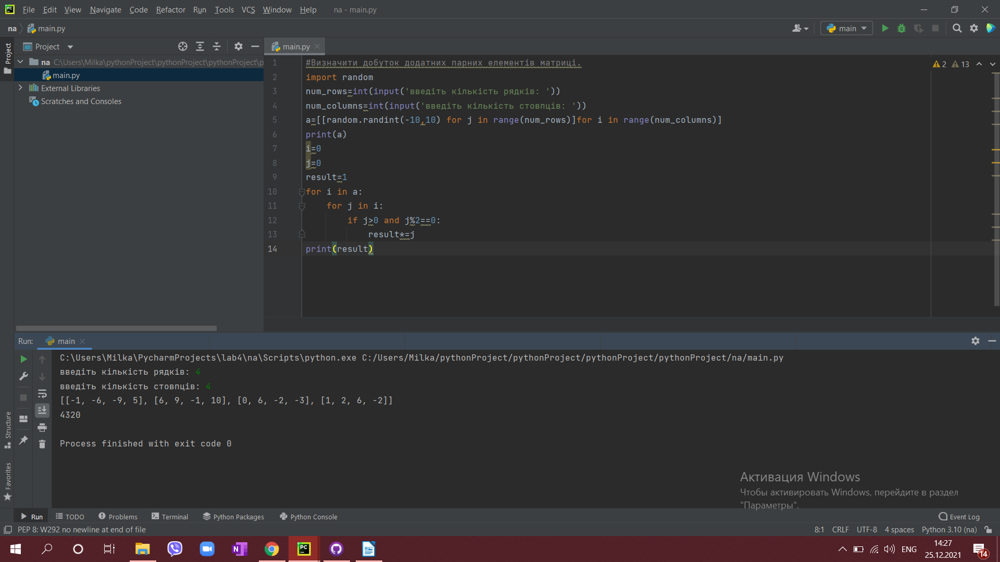 File Edit View Navigate Code Refactor Run Tools VCS Window Help na - main.py
na main.py main
Project Project main.py
na C:\Users\Milka\pythonProject\pythonProject\pythonProject\p
main.py
External Libraries
Scratches and Consoles
2 13
1 #Визначити добуток додатних парних елементів матриці.
2 import random
3 num_rows=int(input('введіть кількість рядків: '))
4 num_columns=int(input('введіть кількість стовпців: '))
5 a=[[random.randint(-10,10) for j in range(num_rows)]for i in range(num_columns)]
6 print(a)
7 i=0
8 j=0
9 result=1
10 for i in a:
11 for j in i:
12 if j>0 and j%2==0:
13 result*=j
14 print(result)
Run: main
C:\Users\Milka\PycharmProjects\lab4\na\Scripts\python.exe C:/Users/Milka/pythonProject/pythonProject/pythonProject/pythonProject/na/main.py
введіть кількість рядків: 4
введіть кількість стовпців: 4
[[-1, -6, -9, 5], [6, 9, -1, 10], [0, 6, -2, -3], [1, 2, 6, -2]]
4320
Process finished with exit code 0
Structure
Favorites
Активация Windows
Чтобы активировать Windows, перейдите в раздел
"Параметры".
Run TODO Problems Terminal Python Packages Python Console Event Log
PEP 8: W292 no newline at end of file 8:1 CRLF UTF-8 4 spaces Python 3.10 (na)
PC
ENG 14:27
25.12.2021 14